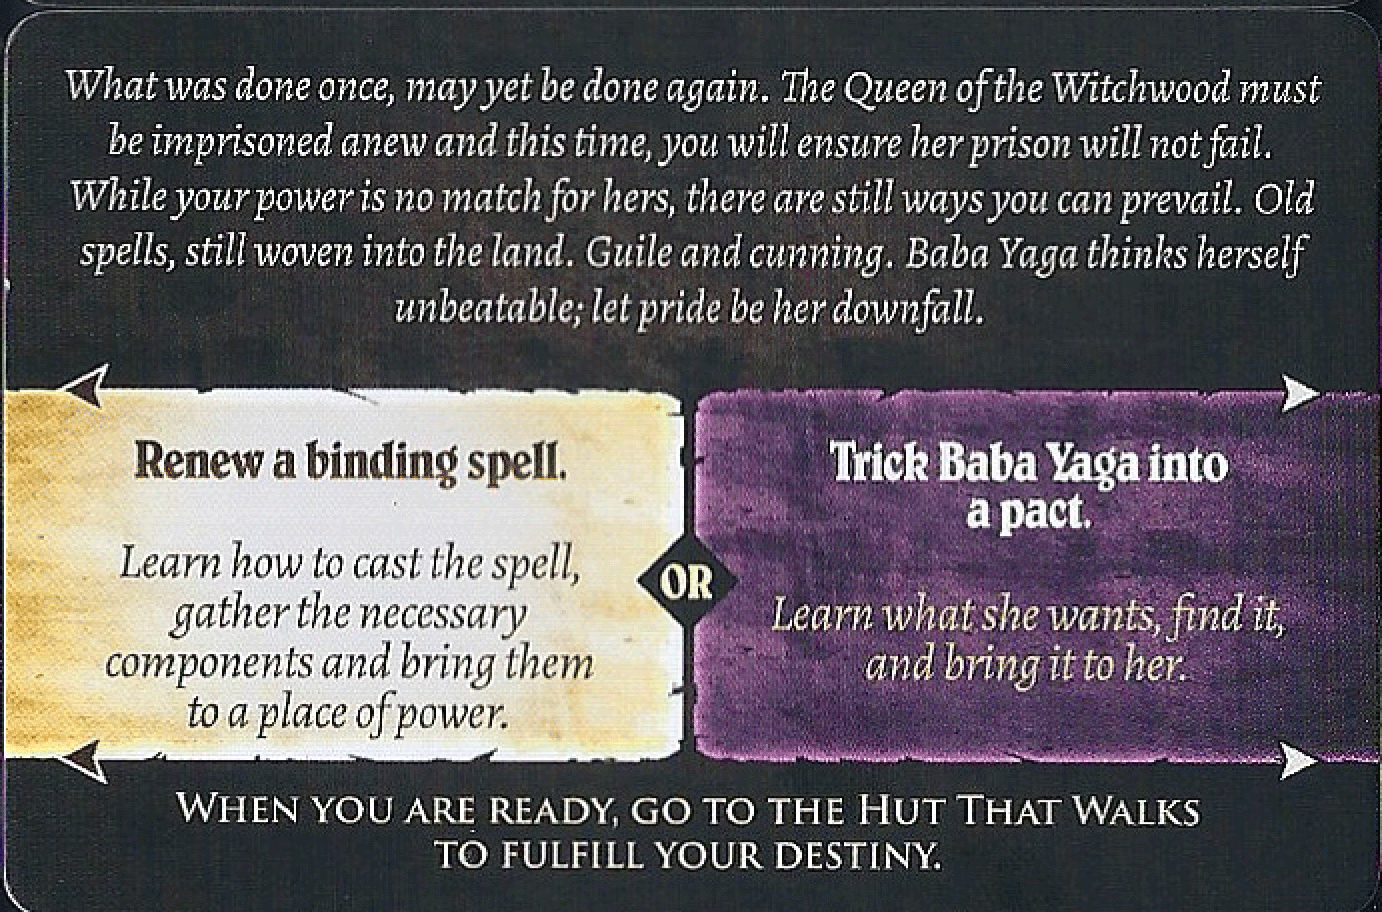 What was done once, may yet be done again. The Queen of the Witchwood must
be imprisoned anew and this time, you will ensure her prison will not fail.
While your power is no match for hers, there are still ways you can prevail. Old
spells, still woven into the land. Guile and cunning. Baba Yaga thinks herself
unbeatable; let pride be her downfall.
Renew a binding spell.
Learn how to cast the spell,
gather the necessary
components and bring them
to a place of power.
OR
Trick Baba Yaga into
a pact.
Learn what she wants, find it,
and bring it to her.
WHEN YOU ARE READY, GO TO THE HUT THAT WALKS
TO FULFILL YOUR DESTINY.